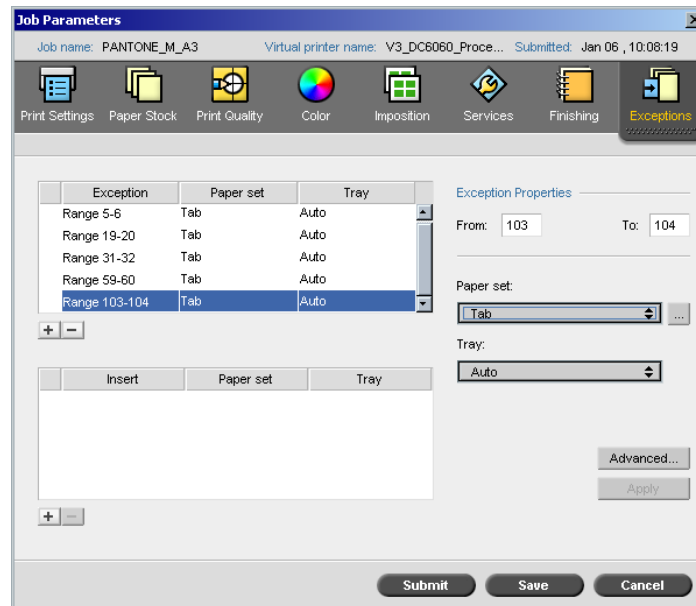 Job Parameters
Job name: PANTONE_M_A3 Virtual printer name: V3_DC6060_Proce... Submitted: Jan 06 , 10:08:19
Print Settings Paper Stock Print Quality Color Imposition Services Finishing Exceptions
Exception Paper set Tray
Range 5-6 Tab Auto
Range 19-20 Tab Auto
Range 31-32 Tab Auto
Range 59-60 Tab Auto
Range 103-104 Tab Auto
+ −
Insert Paper set Tray
+ −
Exception Properties
From: 103 To: 104
Paper set:
Tab ...
Tray:
Auto
Advanced...
Apply
Submit Save Cancel